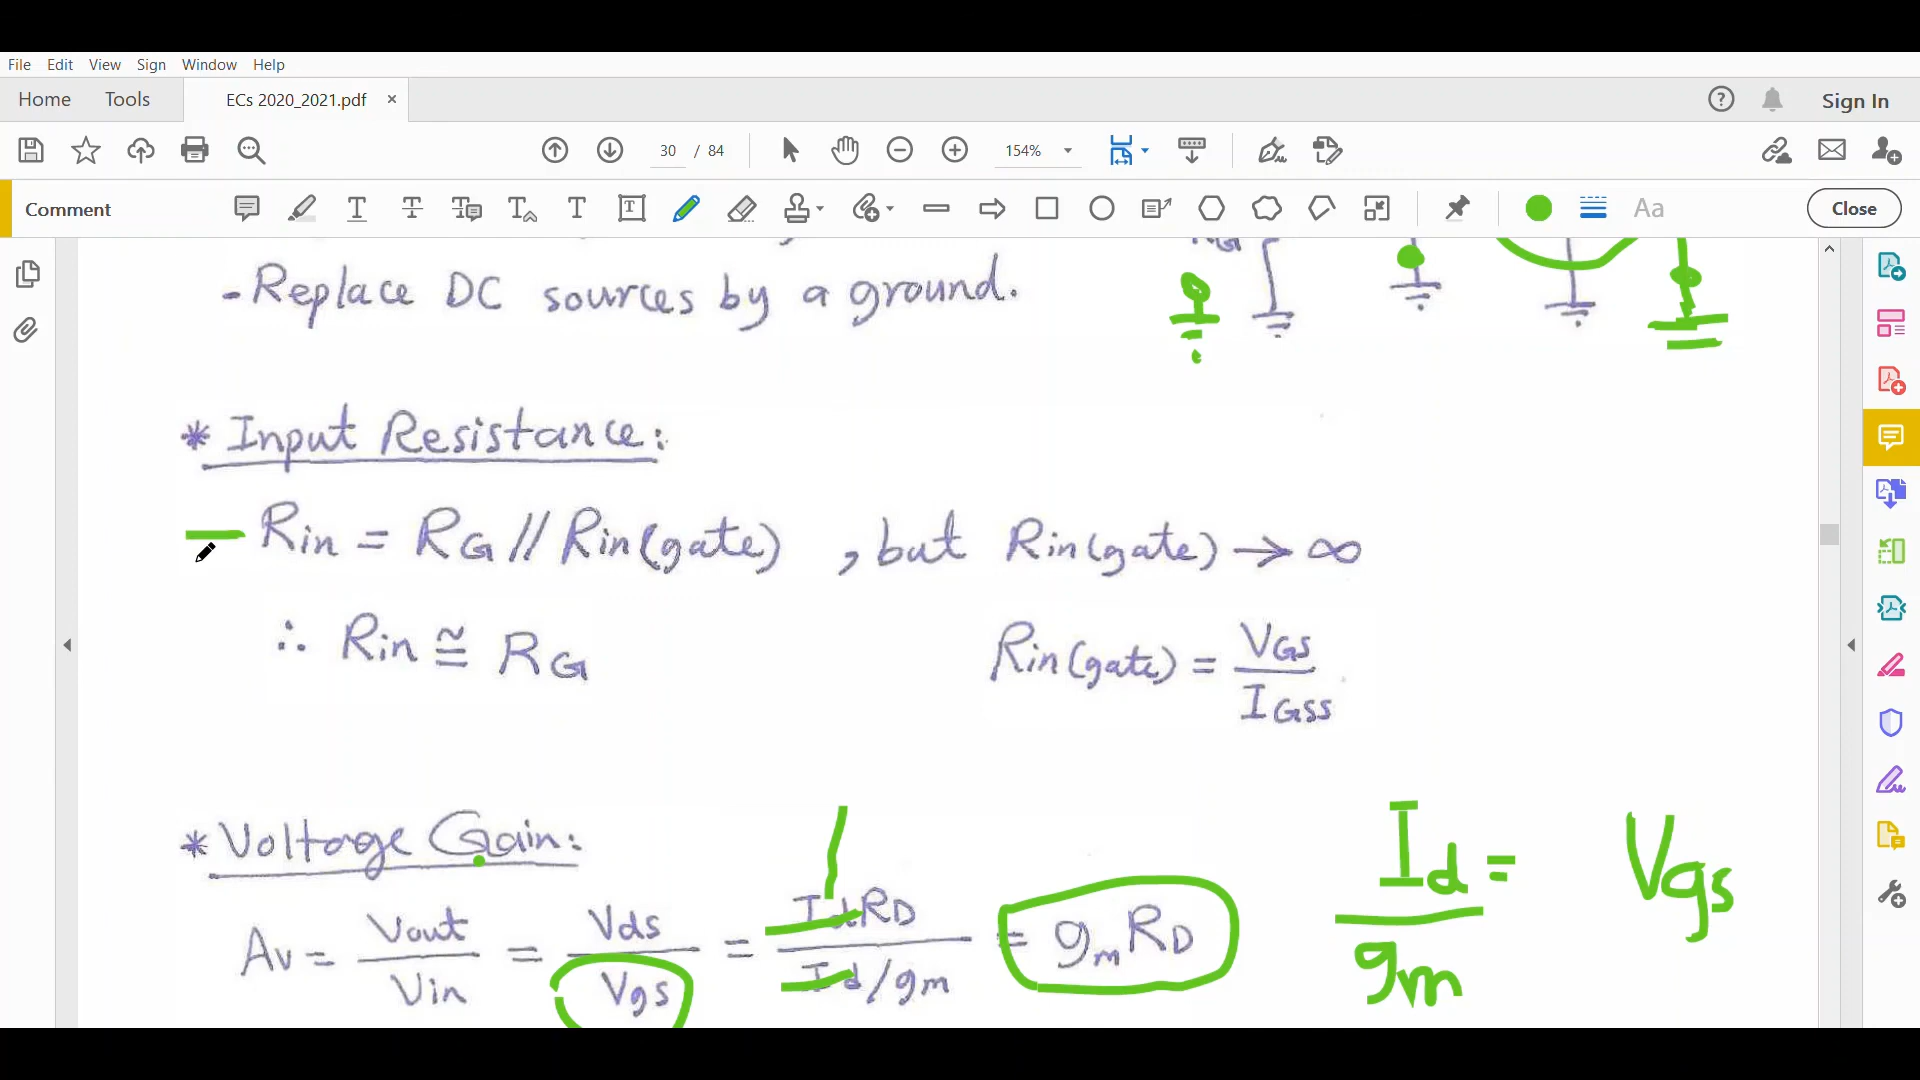 File Edit View Sign Window Help
Home Tools ECs 2020_2021.pdf × Sign In
30 / 84 154%
Comment Aa Close
- Replace DC sources by a ground.
* Input Resistance:
Rin = RG // Rin(gate) , but Rin(gate) → ∞
∴ Rin ≅ RG
Rin(gate) = VGS / IGSS
* Voltage Gain:
Av = Vout / Vin = Vds / Vgs = IdRD / Id/gm = gmRD
Id / gm = Vgs